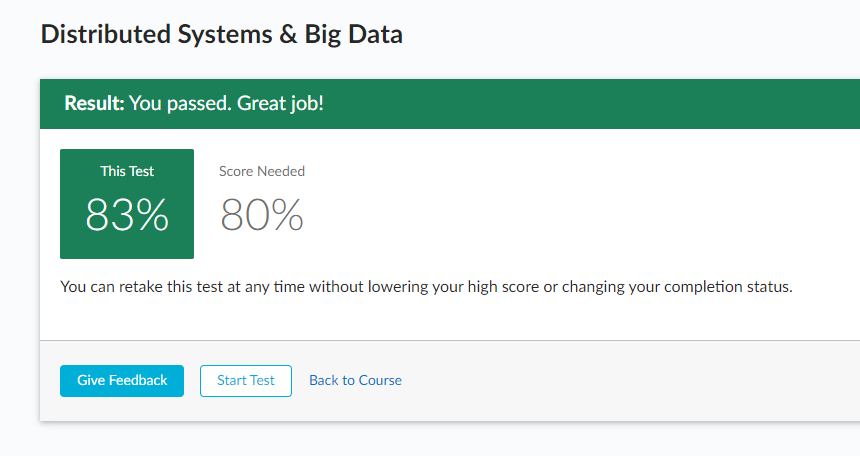 Distributed Systems & Big Data
Result: You passed. Great job!
This Test
Score Needed
83%
80%
You can retake this test at any time without lowering your high score or changing your completion status.
Give Feedback
Start Test
Back to Course